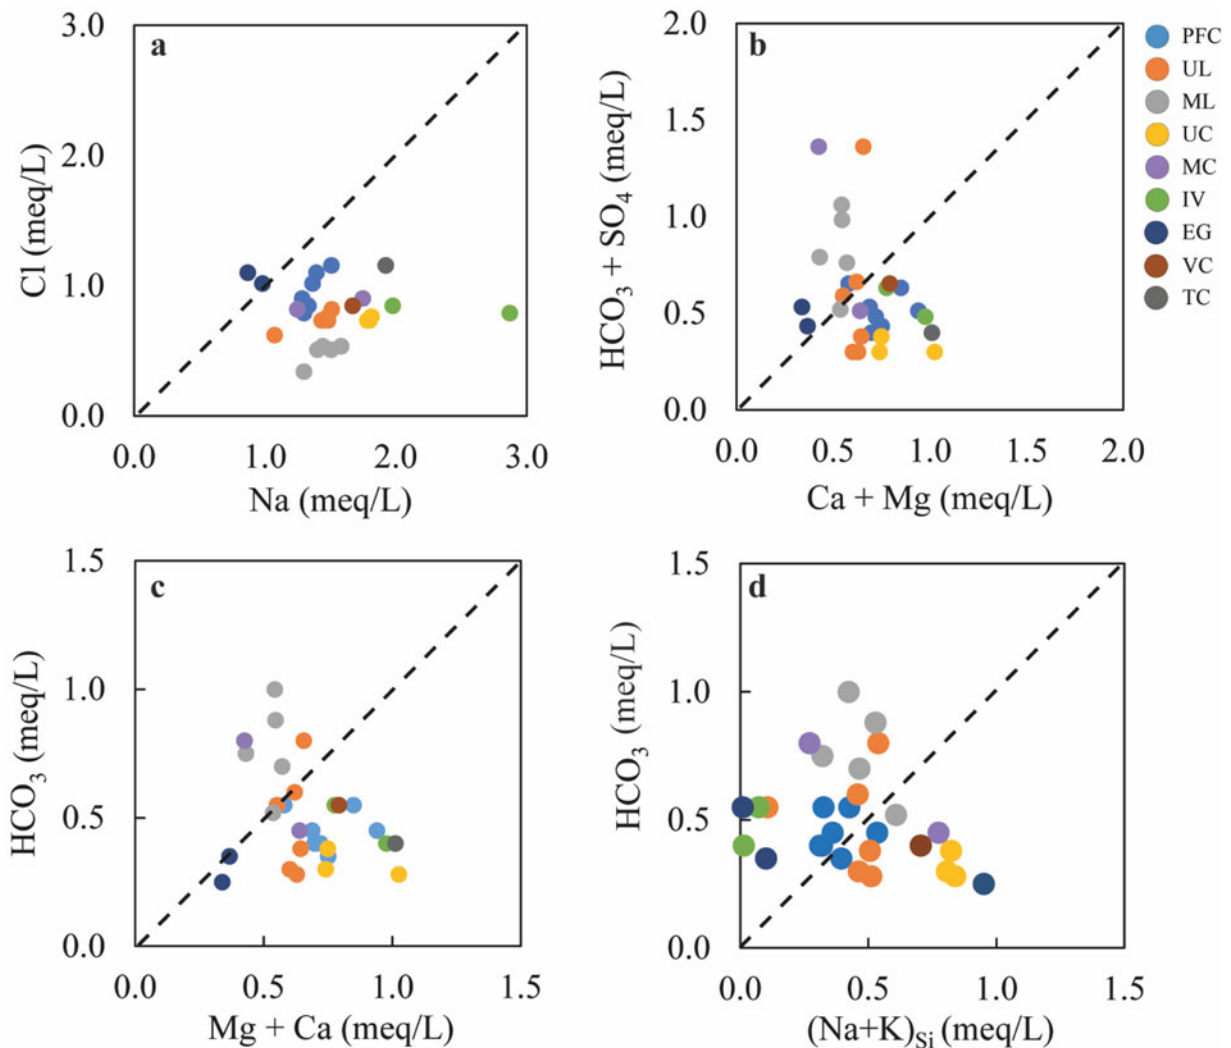 a
3.0
2.0
1.0
0.0
Cl (meq/L)
0.0 1.0 2.0 3.0
Na (meq/L)
b
2.0
1.5
1.0
0.5
0.0
HCO₃ + SO₄ (meq/L)
0.0 0.5 1.0 1.5 2.0
Ca + Mg (meq/L)
PFC
UL
ML
UC
MC
IV
EG
VC
TC
c
1.5
1.0
0.5
0.0
HCO₃ (meq/L)
0.0 0.5 1.0 1.5
Mg + Ca (meq/L)
d
1.5
1.0
0.5
0.0
HCO₃ (meq/L)
0.0 0.5 1.0 1.5
(Na+K)Si (meq/L)